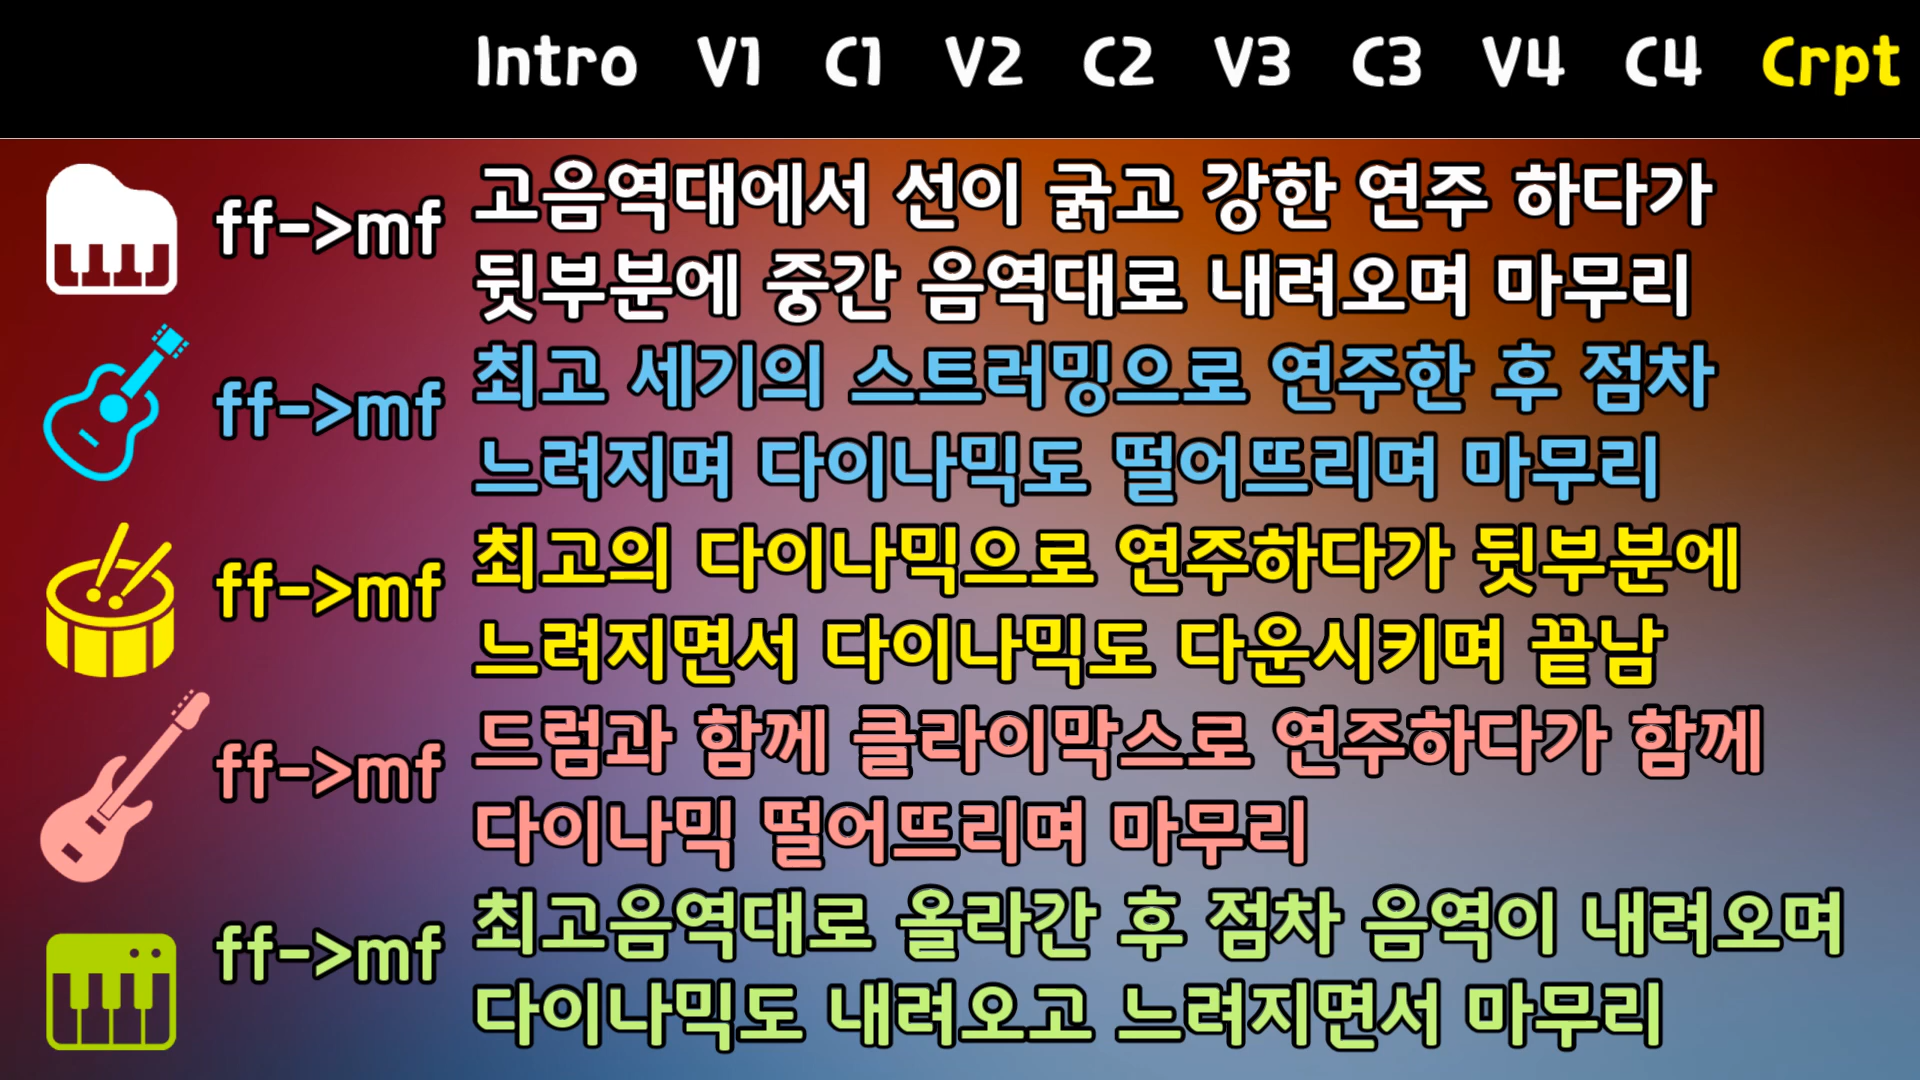 Intro V1 C1 V2 C2 V3 C3 V4 C4 Crpt
ff->mf 고음역대에서 선이 굵고 강한 연주 하다가
뒷부분에 중간 음역대로 내려오며 마무리
ff->mf 최고 세기의 스트러밍으로 연주한 후 점차
느려지며 다이나믹도 떨어뜨리며 마무리
ff->mf 최고의 다이나믹으로 연주하다가 뒷부분에
느려지면서 다이나믹도 다운시키며 끝남
ff->mf 드럼과 함께 클라이막스로 연주하다가 함께
다이나믹 떨어뜨리며 마무리
ff->mf 최고음역대로 올라간 후 점차 음역이 내려오며
다이나믹도 내려오고 느려지면서 마무리